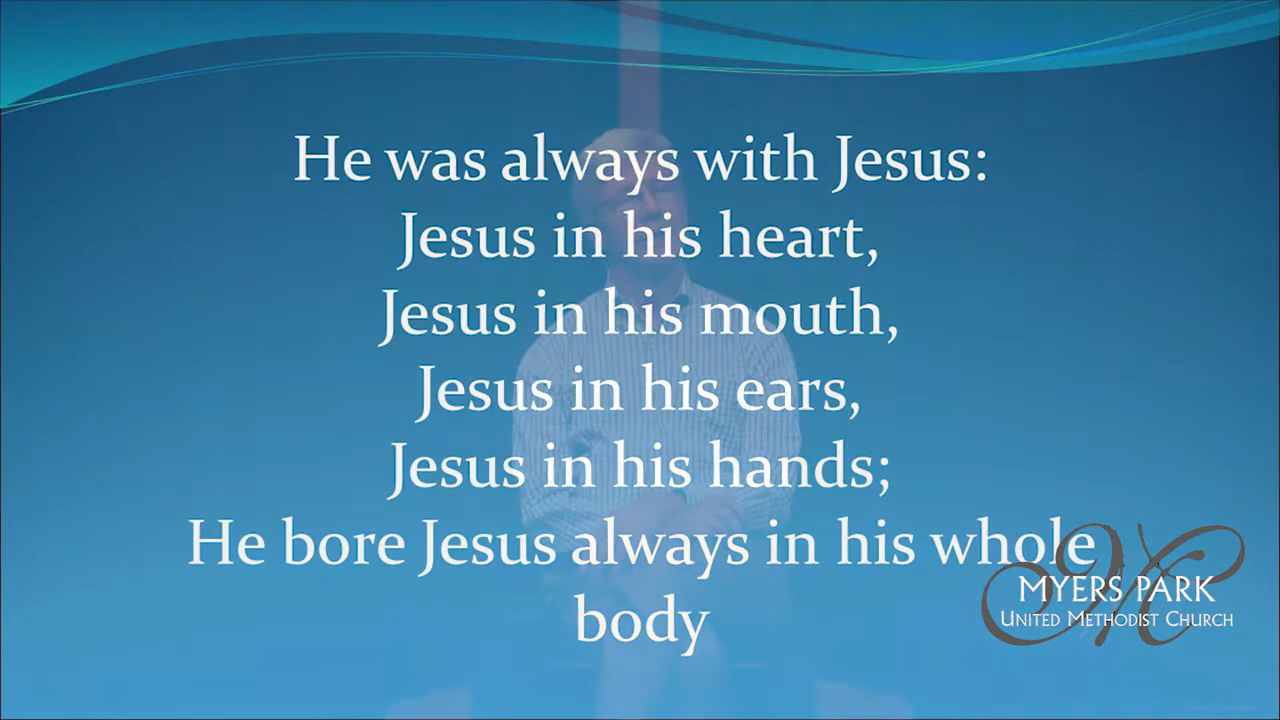 He was always with Jesus:
Jesus in his heart,
Jesus in his mouth,
Jesus in his ears,
Jesus in his hands;
He bore Jesus always in his whole
body
MYERS PARK
UNITED METHODIST CHURCH